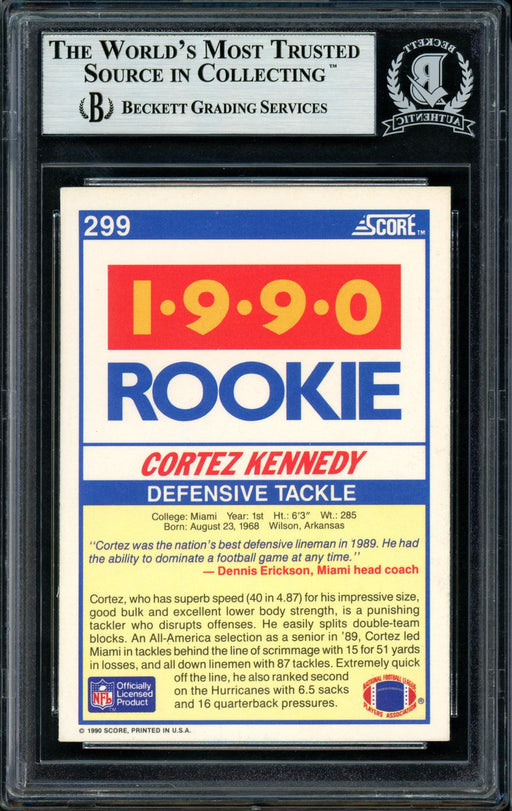 THE WORLD'S MOST TRUSTED
SOURCE IN COLLECTING™
B BECKETT GRADING SERVICES
BECKETT
B
AUTHENTIC
299
SCORE™
1•9•9•0
ROOKIE
CORTEZ KENNEDY
DEFENSIVE TACKLE
College: Miami Year: 1st Ht.: 6'3" Wt.: 285
Born: August 23, 1968 Wilson, Arkansas
"Cortez was the nation's best defensive lineman in 1989. He had
the ability to dominate a football game at any time."
— Dennis Erickson, Miami head coach
Cortez, who has superb speed (40 in 4.87) for his impressive size,
good bulk and excellent lower body strength, is a punishing
tackler who disrupts offenses. He easily splits double-team
blocks. An All-America selection as a senior in '89, Cortez led
Miami in tackles behind the line of scrimmage with 15 for 51 yards
in losses, and all down linemen with 87 tackles. Extremely quick
off the line, he also ranked second
on the Hurricanes with 6.5 sacks
and 16 quarterback pressures.
NFL
Officially
Licensed
Product
™
NATIONAL FOOTBALL LEAGUE
PLAYERS ASSOCIATION
®
© 1990 SCORE, PRINTED IN U.S.A.